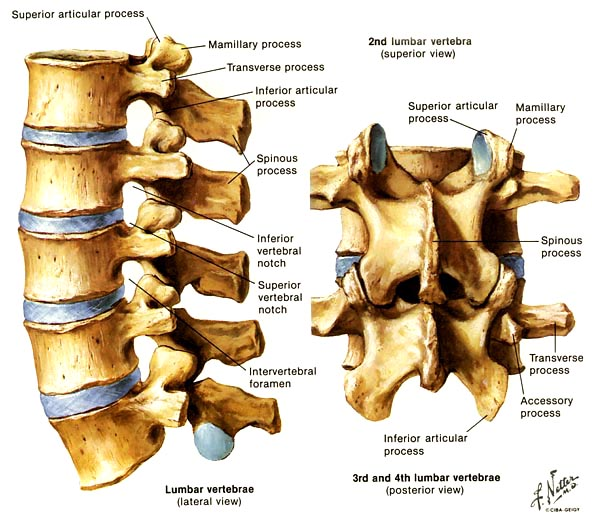 Superior articular process
Mamillary process
Transverse process
Inferior articular
process
Spinous
process
Inferior
vertebral
notch
Superior
vertebral
notch
Intervertebral
foramen
Lumbar vertebrae
(lateral view)
2nd lumbar vertebra
(superior view)
Superior articular
process
Mamillary
process
Spinous
process
Transverse
process
Accessory
process
Inferior articular
process
3rd and 4th lumbar vertebrae
(posterior view)
F. Netter
M.D.
©CIBA-GEIGY